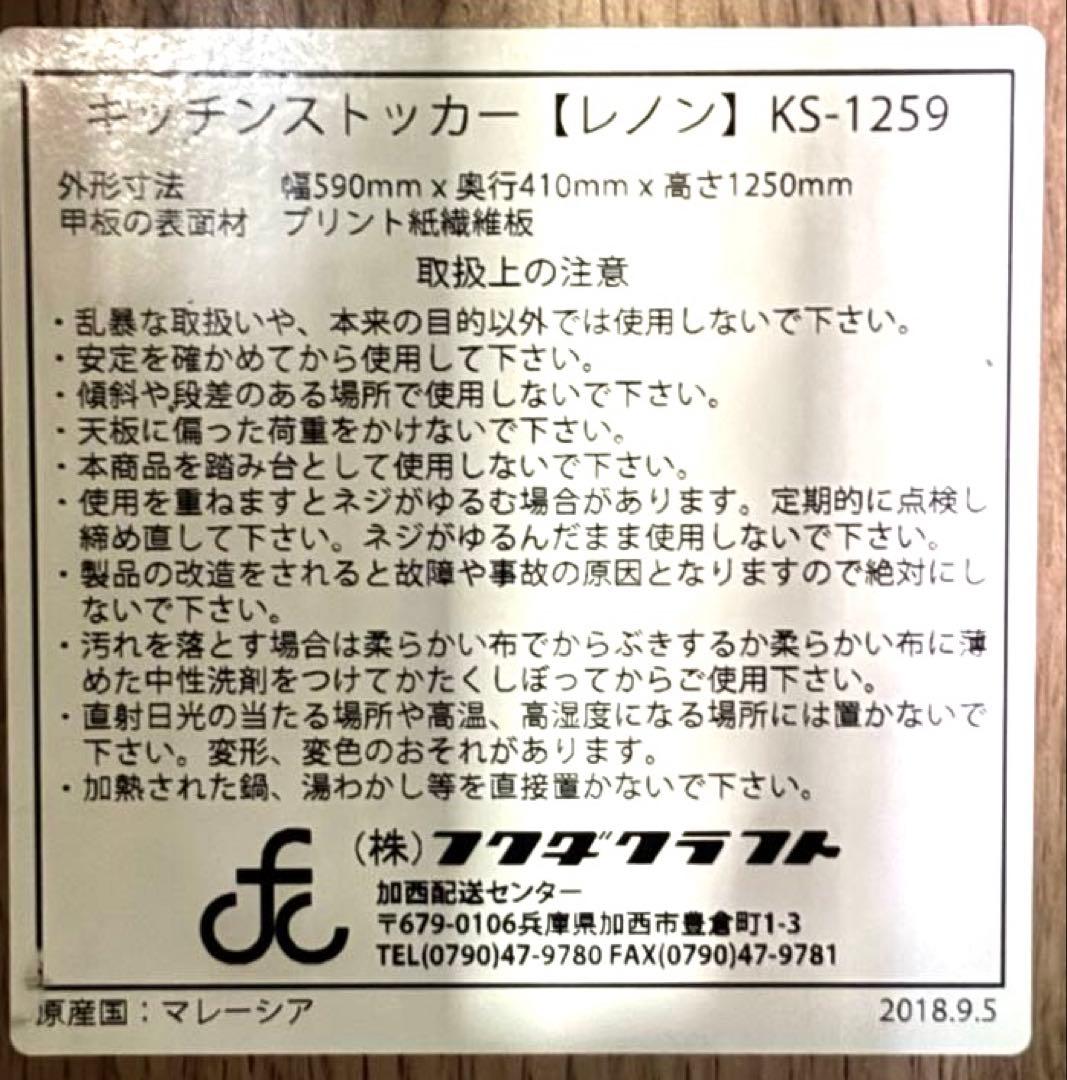 キッチンストッカー【レノン】KS-1259
外形寸法 幅590mm x 奥行410mm x 高さ1250mm
甲板の表面材 プリント紙繊維板
取扱上の注意
・乱暴な取扱いや、本来の目的以外では使用しないで下さい。
・安定を確かめてから使用して下さい。
・傾斜や段差のある場所で使用しないで下さい。
・天板に偏った荷重をかけないで下さい。
・本商品を踏み台として使用しないで下さい。
・使用を重ねますとネジがゆるむ場合があります。定期的に点検し
締め直して下さい。ネジがゆるんだまま使用しないで下さい。
・製品の改造をされると故障や事故の原因となりますので絶対にし
ないで下さい。
・汚れを落とす場合は柔らかい布でからぶきするか柔らかい布に薄
めた中性洗剤をつけてかたくしぼってからご使用下さい。
・直射日光の当たる場所や高温、高湿度になる場所には置かないで
下さい。変形、変色のおそれがあります。
・加熱された鍋、湯わかし等を直接置かないで下さい。
fc
(株)フクダクラフト
加西配送センター
〒679-0106兵庫県加西市豊倉町1-3
TEL(0790)47-9780 FAX(0790)47-9781
原産国：マレーシア 2018.9.5